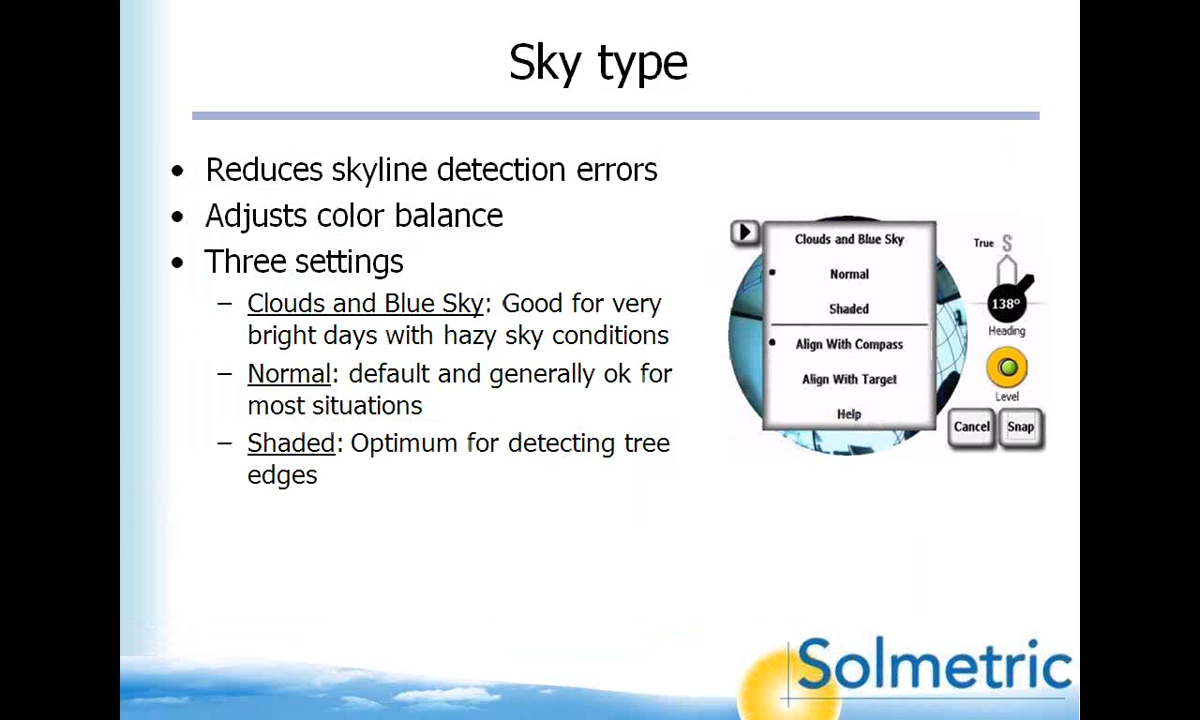 Sky type
• Reduces skyline detection errors
• Adjusts color balance
• Three settings
– Clouds and Blue Sky: Good for very
bright days with hazy sky conditions
– Normal: default and generally ok for
most situations
– Shaded: Optimum for detecting tree
edges
Clouds and Blue Sky
Normal
Shaded
Align With Compass
Align With Target
Help
True S
138°
Heading
Level
Cancel Snap
Solmetric